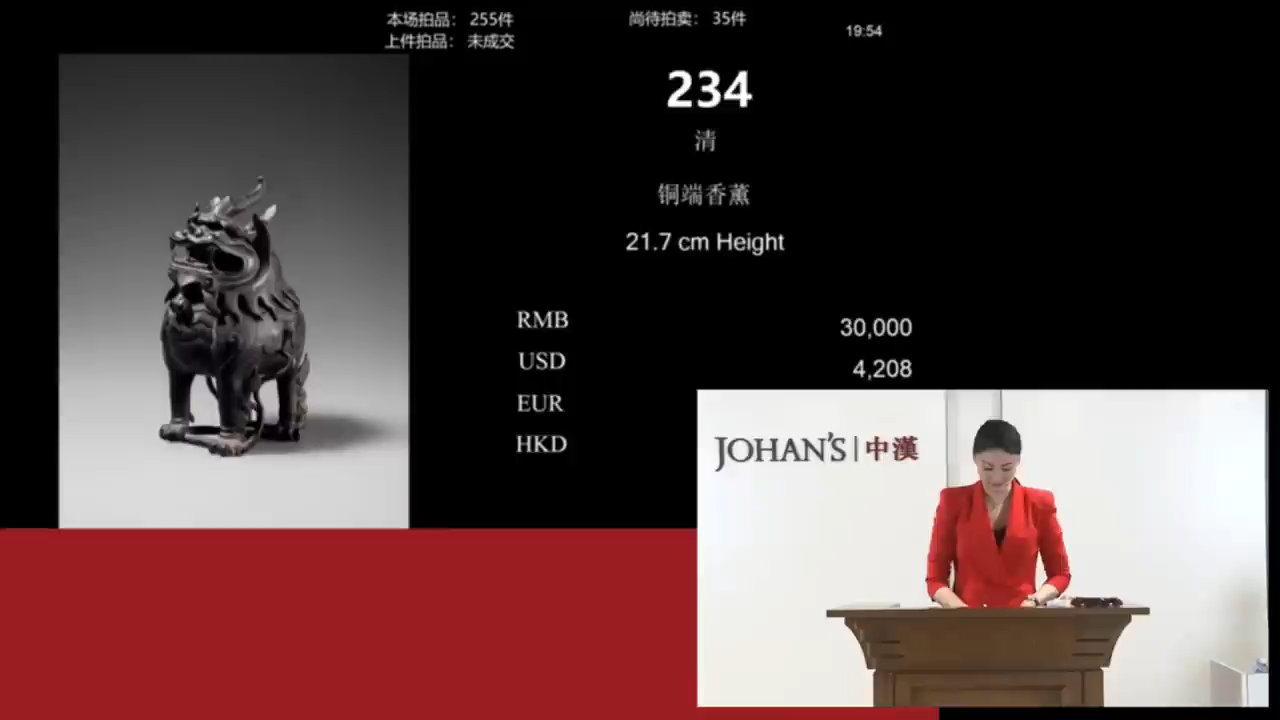 本场拍品： 255件
尚待拍卖： 35件
上件拍品： 未成交
19:54
234
清
铜端香薰
21.7 cm Height
RMB 30,000
USD 4,208
EUR
HKD
JOHAN'S|中漢